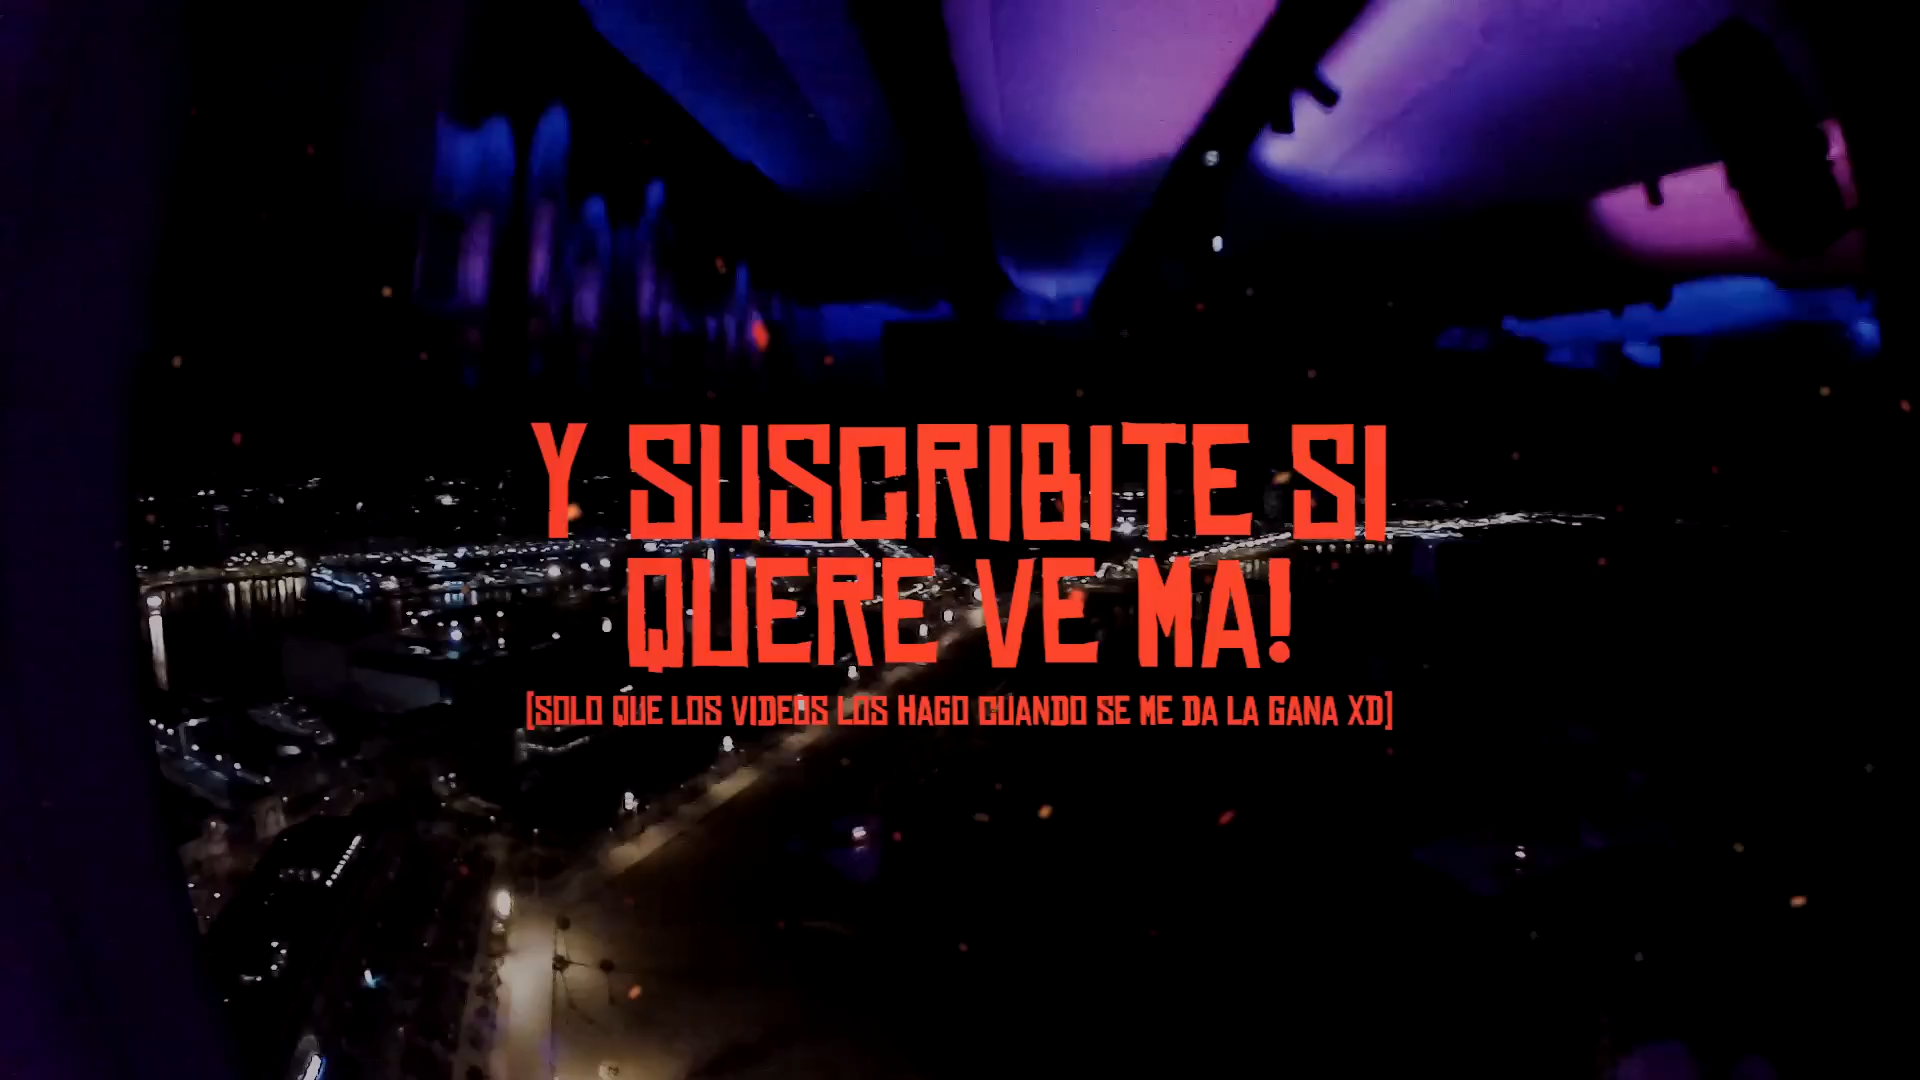 Y SUSCRIBITE SI
QUERE VE MA!
[SOLO QUE LOS VIDEOS LOS HAGO CUANDO SE ME DA LA GANA XD]